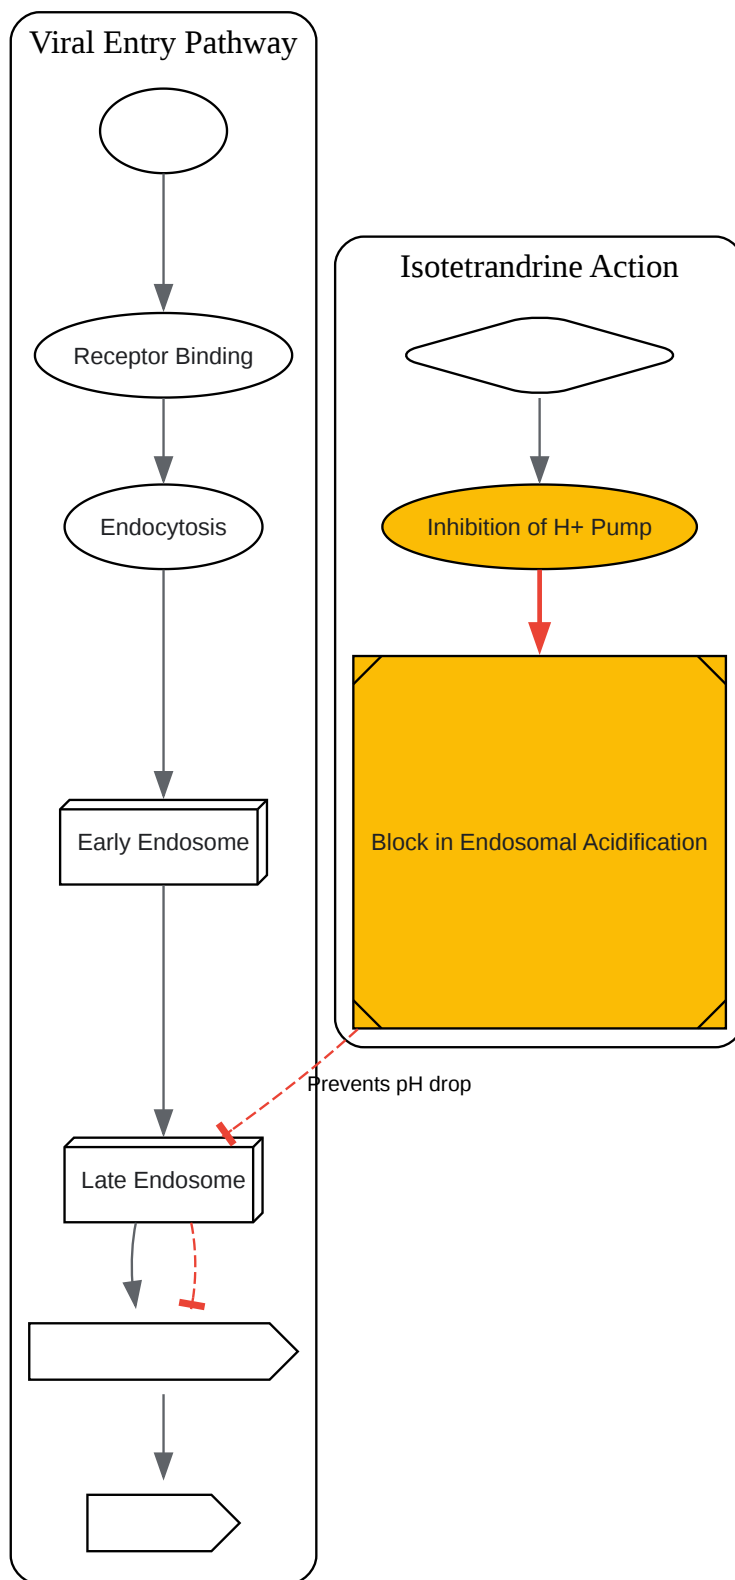 Viral Entry Pathway
Receptor Binding
Endocytosis
Early Endosome
Late Endosome
Isotetrandrine Action
Inhibition of H+ Pump
Block in Endosomal Acidification
Prevents pH drop